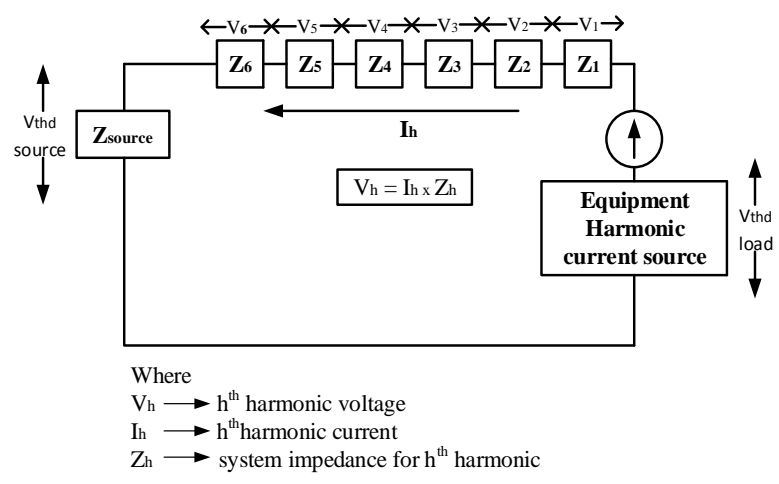 V6 V5 V4 V3 V2 V1
Z6 Z5 Z4 Z3 Z2 Z1
Vthd
source
Zsource
Ih
Vh = Ih x Zh
Equipment
Harmonic
current source
Vthd
load
Where
Vh → hth harmonic voltage
Ih → hthharmonic current
Zh → system impedance for hth harmonic